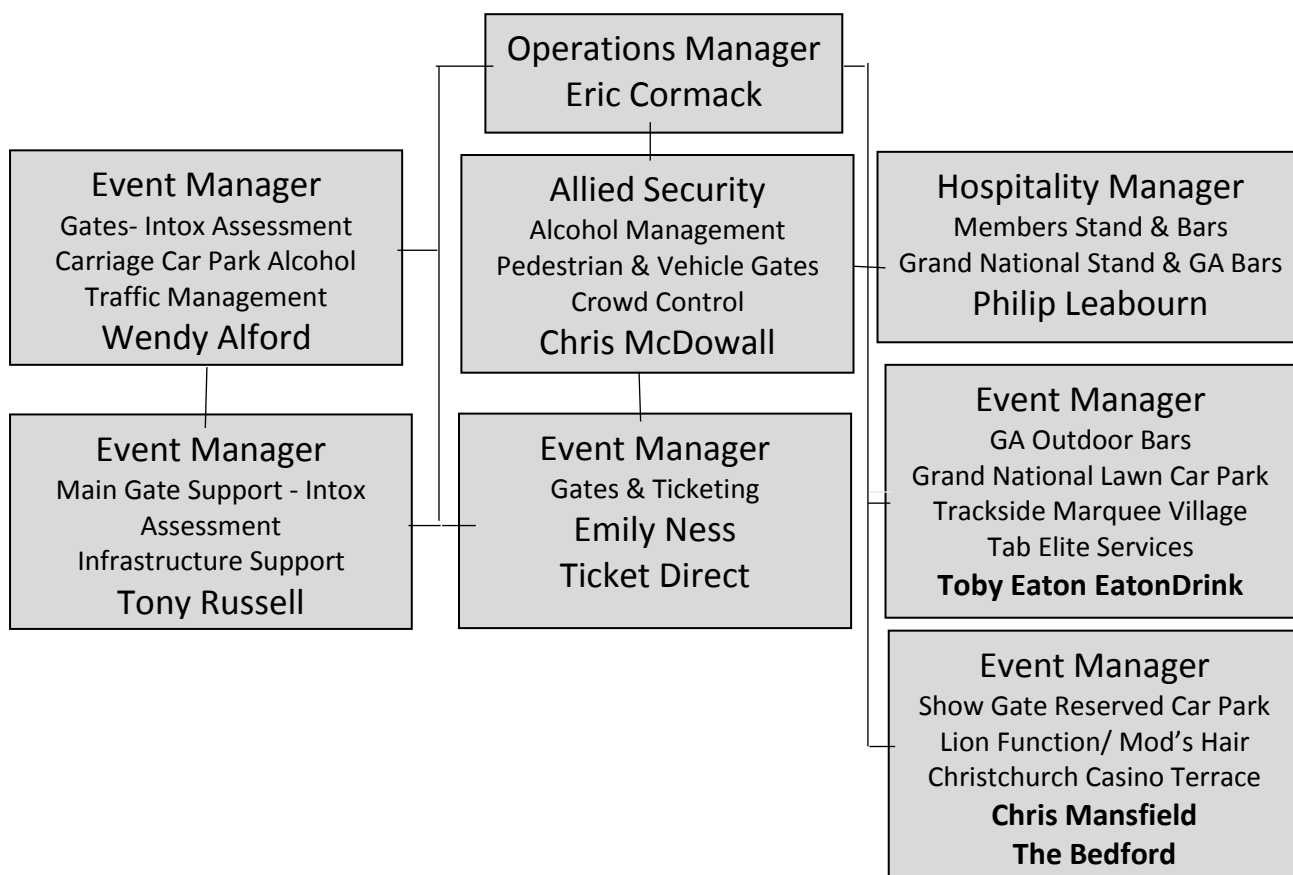 Operations Manager
Eric Cormack
Event Manager
Gates- Intox Assessment
Carriage Car Park Alcohol
Traffic Management
Wendy Alford
Allied Security
Alcohol Management
Pedestrian & Vehicle Gates
Crowd Control
Chris McDowall
Hospitality Manager
Members Stand & Bars
Grand National Stand & GA Bars
Philip Leabourn
Event Manager
Main Gate Support - Intox
Assessment
Infrastructure Support
Tony Russell
Event Manager
Gates & Ticketing
Emily Ness
Ticket Direct
Event Manager
GA Outdoor Bars
Grand National Lawn Car Park
Trackside Marquee Village
Tab Elite Services
Toby Eaton EatonDrink
Event Manager
Show Gate Reserved Car Park
Lion Function/ Mod's Hair
Christchurch Casino Terrace
Chris Mansfield
The Bedford